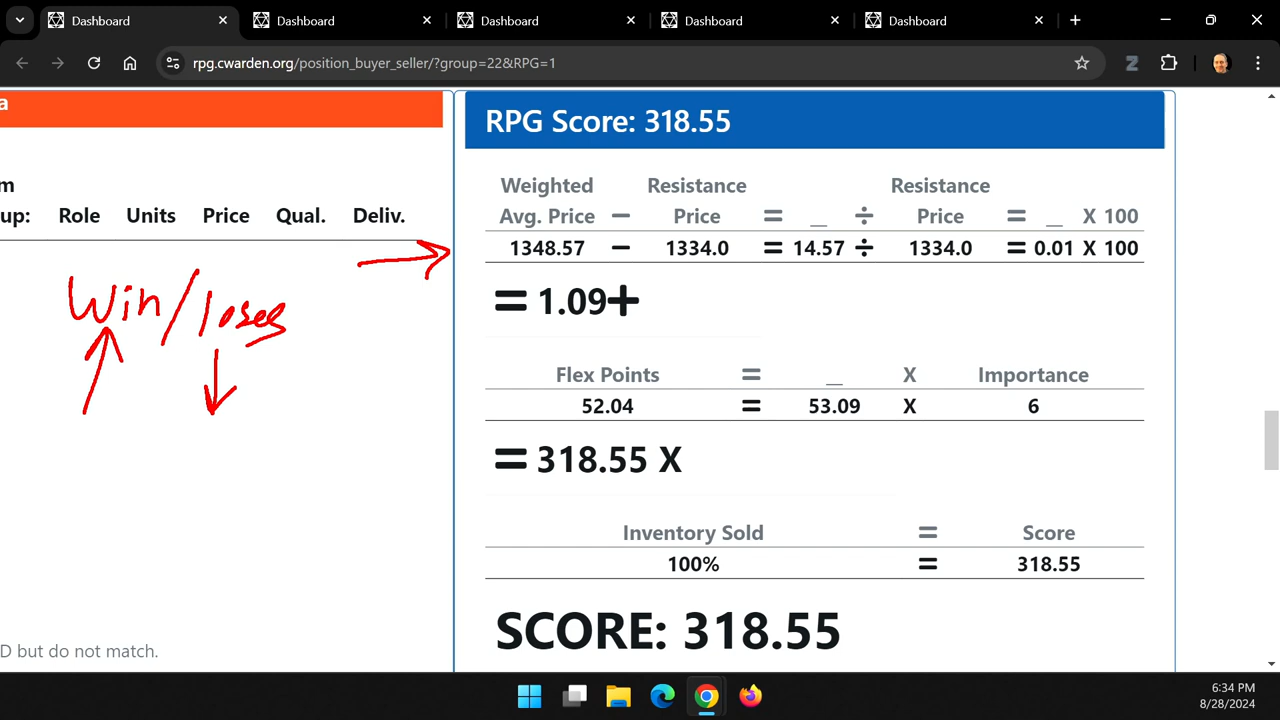 Dashboard Dashboard Dashboard Dashboard Dashboard
rpg.cwarden.org/position_buyer_seller/?group=22&RPG=1
a
m
up: Role Units Price Qual. Deliv.
Win/loses
D but do not match.
RPG Score: 318.55
Weighted Resistance Resistance
Avg. Price − Price = _ ÷ Price = _ X 100
1348.57 − 1334.0 = 14.57 ÷ 1334.0 = 0.01 X 100
= 1.09+
Flex Points = _ X Importance
52.04 = 53.09 X 6
= 318.55 X
Inventory Sold = Score
100% = 318.55
SCORE: 318.55
6:34 PM
8/28/2024